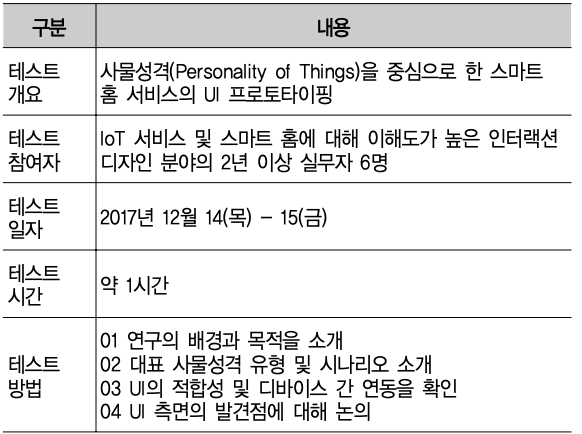 구분 내용
테스트 개요
사물성격(Personality of Things)을 중심으로 한 스마트
홈 서비스의 UI 프로토타이핑
테스트 참여자
IoT 서비스 및 스마트 홈에 대해 이해도가 높은 인터랙션
디자인 분야의 2년 이상 실무자 6명
테스트 일자
2017년 12월 14(목) – 15(금)
테스트 시간
약 1시간
테스트 방법
01 연구의 배경과 목적을 소개
02 대표 사물성격 유형 및 시나리오 소개
03 UI의 적합성 및 디바이스 간 연동을 확인
04 UI 측면의 발견점에 대해 논의